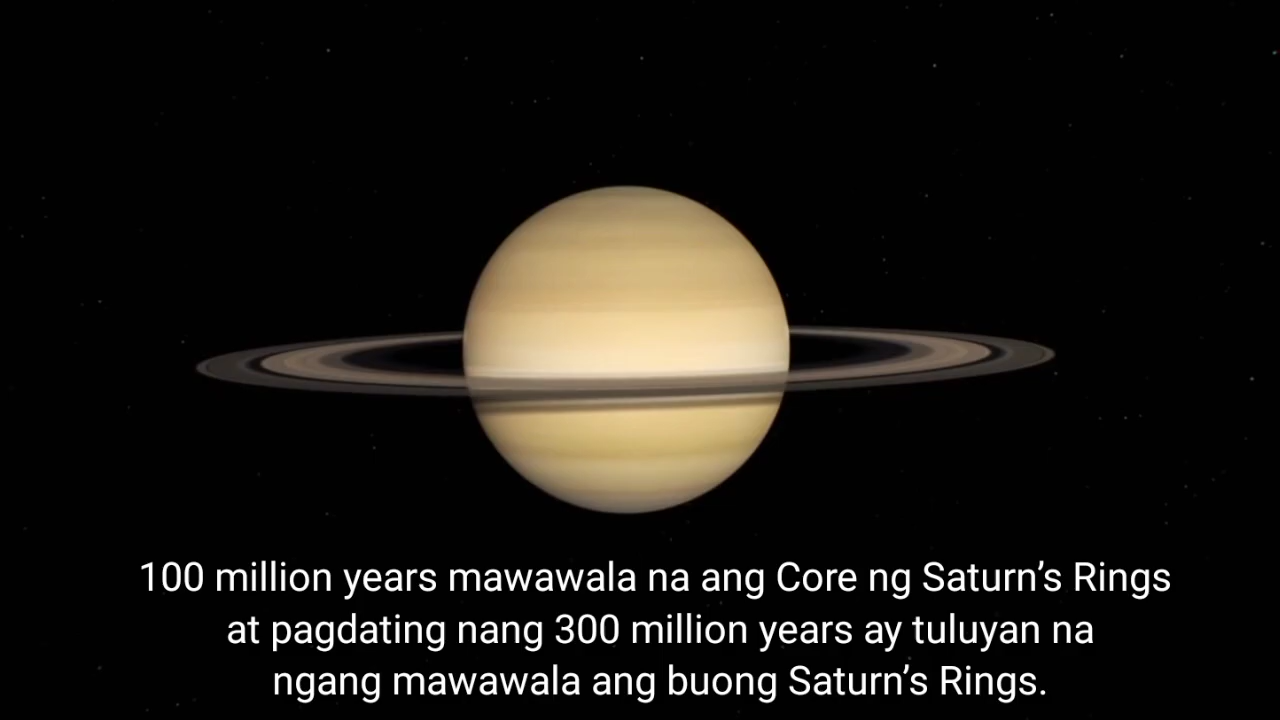 100 million years mawawala na ang Core ng Saturn’s Rings
at pagdating nang 300 million years ay tuluyan na
ngang mawawala ang buong Saturn’s Rings.